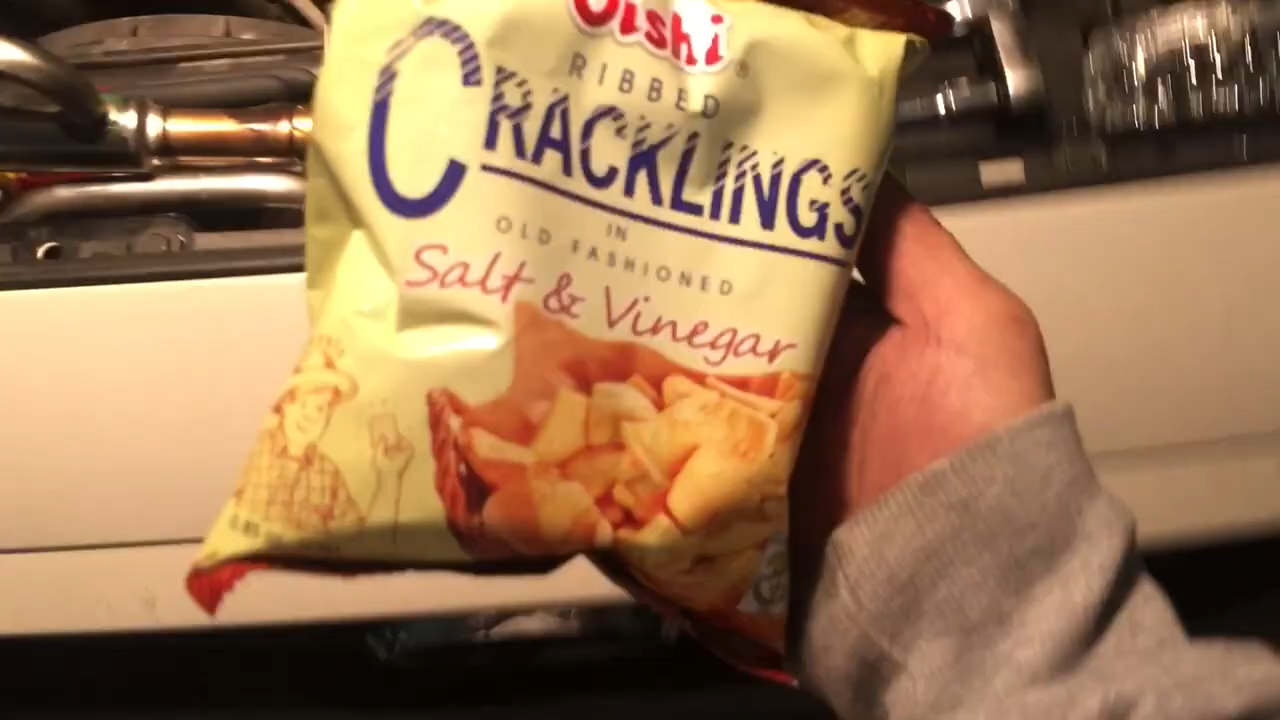 Oishi
RIBBED
CRACKLINGS
IN
OLD FASHIONED
Salt & Vinegar